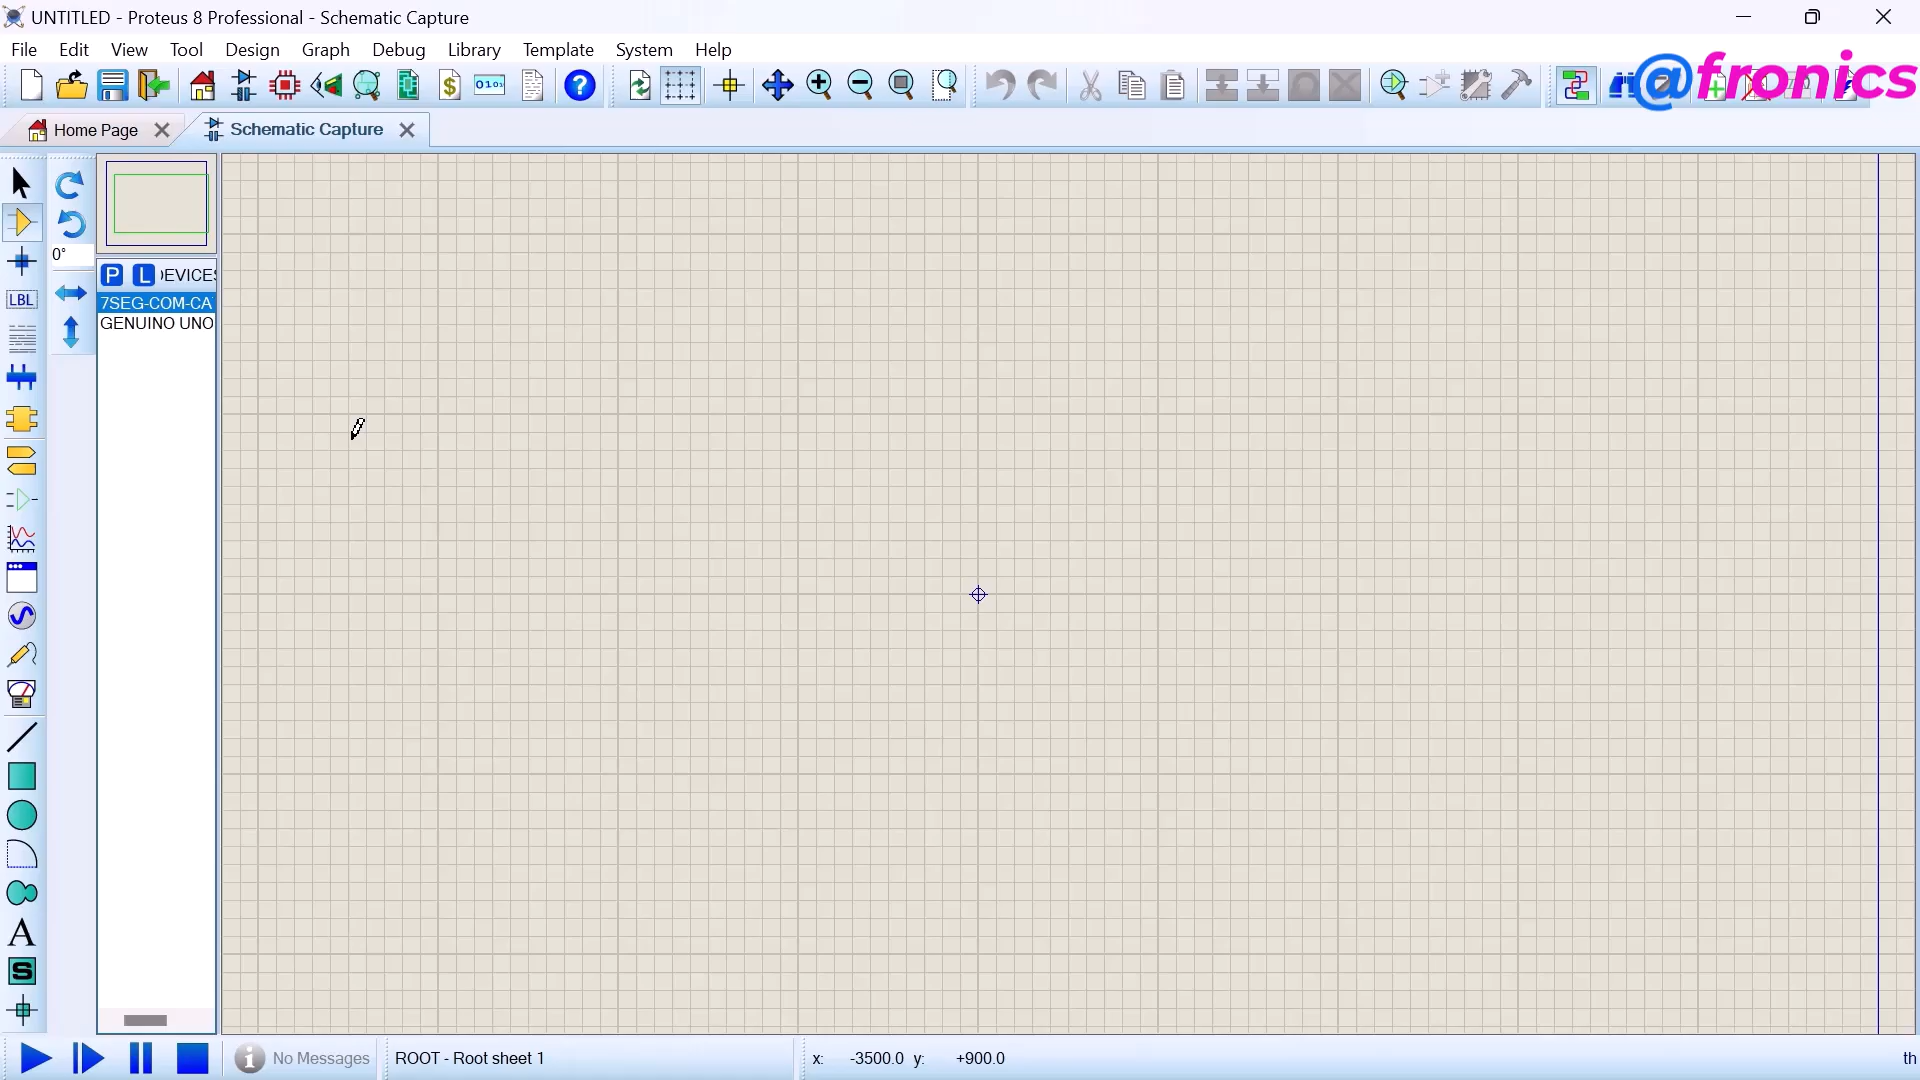 UNTITLED - Proteus 8 Professional - Schematic Capture
File Edit View Tool Design Graph Debug Library Template System Help
$ 0101 ?
@fronics
Home Page Schematic Capture
0°
P L DEVICES
7SEG-COM-CA
GENUINO UNO
LBL
A
S
No Messages ROOT - Root sheet 1 x: -3500.0 y: +900.0 th